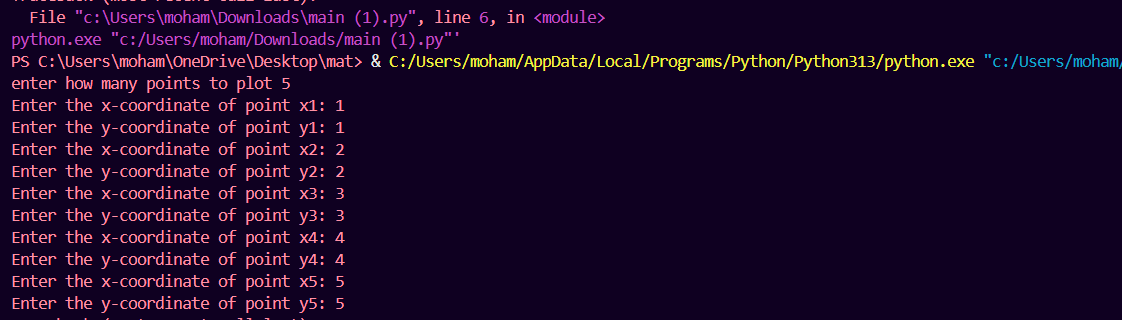 File "c:\Users\moham\Downloads\main (1).py", line 6, in <module>
python.exe "c:/Users/moham/Downloads/main (1).py"'
PS C:\Users\moham\OneDrive\Desktop\mat> & C:/Users/moham/AppData/Local/Programs/Python/Python313/python.exe "c:/Users/moham/
enter how many points to plot 5
Enter the x-coordinate of point x1: 1
Enter the y-coordinate of point y1: 1
Enter the x-coordinate of point x2: 2
Enter the y-coordinate of point y2: 2
Enter the x-coordinate of point x3: 3
Enter the y-coordinate of point y3: 3
Enter the x-coordinate of point x4: 4
Enter the y-coordinate of point y4: 4
Enter the x-coordinate of point x5: 5
Enter the y-coordinate of point y5: 5